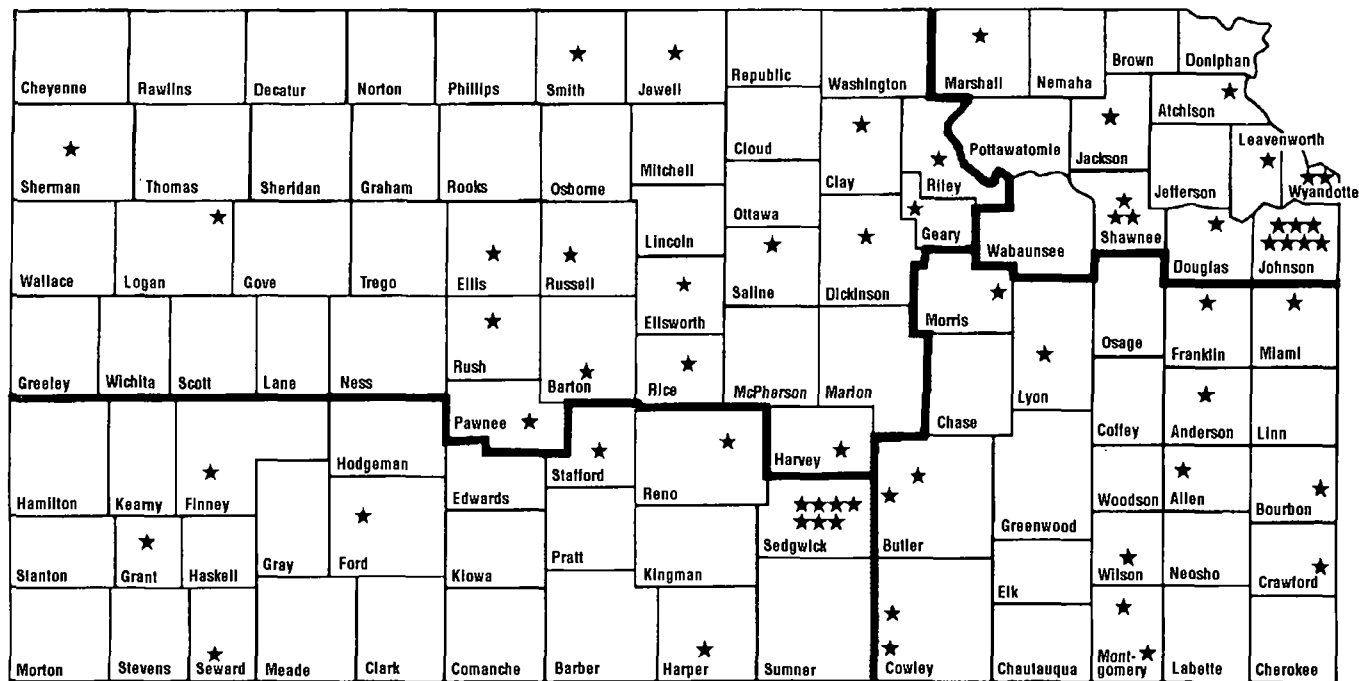 Cheyenne Rawlins Decatur Norton Phillips Smith Jewell Republic Washington Marshall Nemaha Brown Doniphan
Atchison
Sherman Thomas Sheridan Graham Rooks Osborne Mitchell Cloud Clay Riley Pottawatomie Jackson Jefferson Leavenworth Wyandotte
Ottawa
Wallace Logan Gove Trego Ellis Russell Lincoln Saline Dickinson Geary Wabaunsee Shawnee Douglas Johnson
Ellsworth Morris
Greeley Wichita Scott Lane Ness Rush Barton Rice McPherson Marion Chase Lyon Osage Franklin Miami
Pawnee
Hamilton Kearny Finney Hodgeman Edwards Stafford Reno Harvey Coffey Anderson Linn
Stanton Grant Haskell Gray Ford Kiowa Pratt Kingman Sedgwick Butler Greenwood Woodson Allen Bourbon
Elk Wilson Neosho Crawford
Morton Stevens Seward Meade Clark Comanche Barber Harper Sumner Cowley Chautauqua Mont-
gomery Labette Cherokee